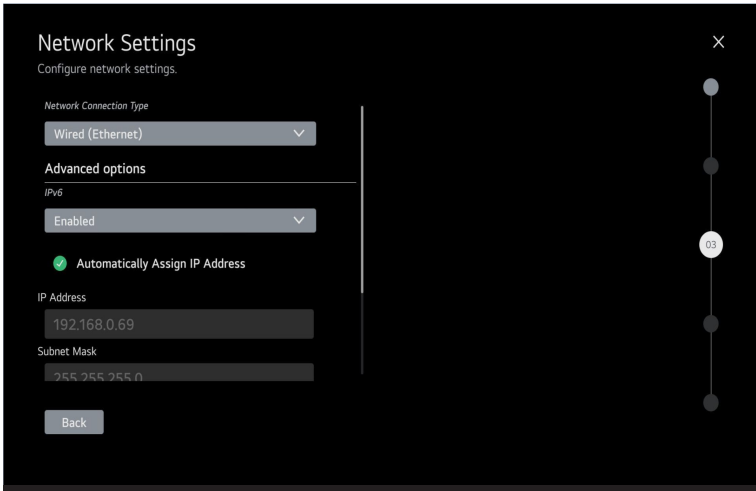 Network Settings
Configure network settings.
Network Connection Type
Wired (Ethernet)
Advanced options
IPv6
Enabled
Automatically Assign IP Address
03
IP Address
192.168.0.69
Subnet Mask
255.255.255.0
Back